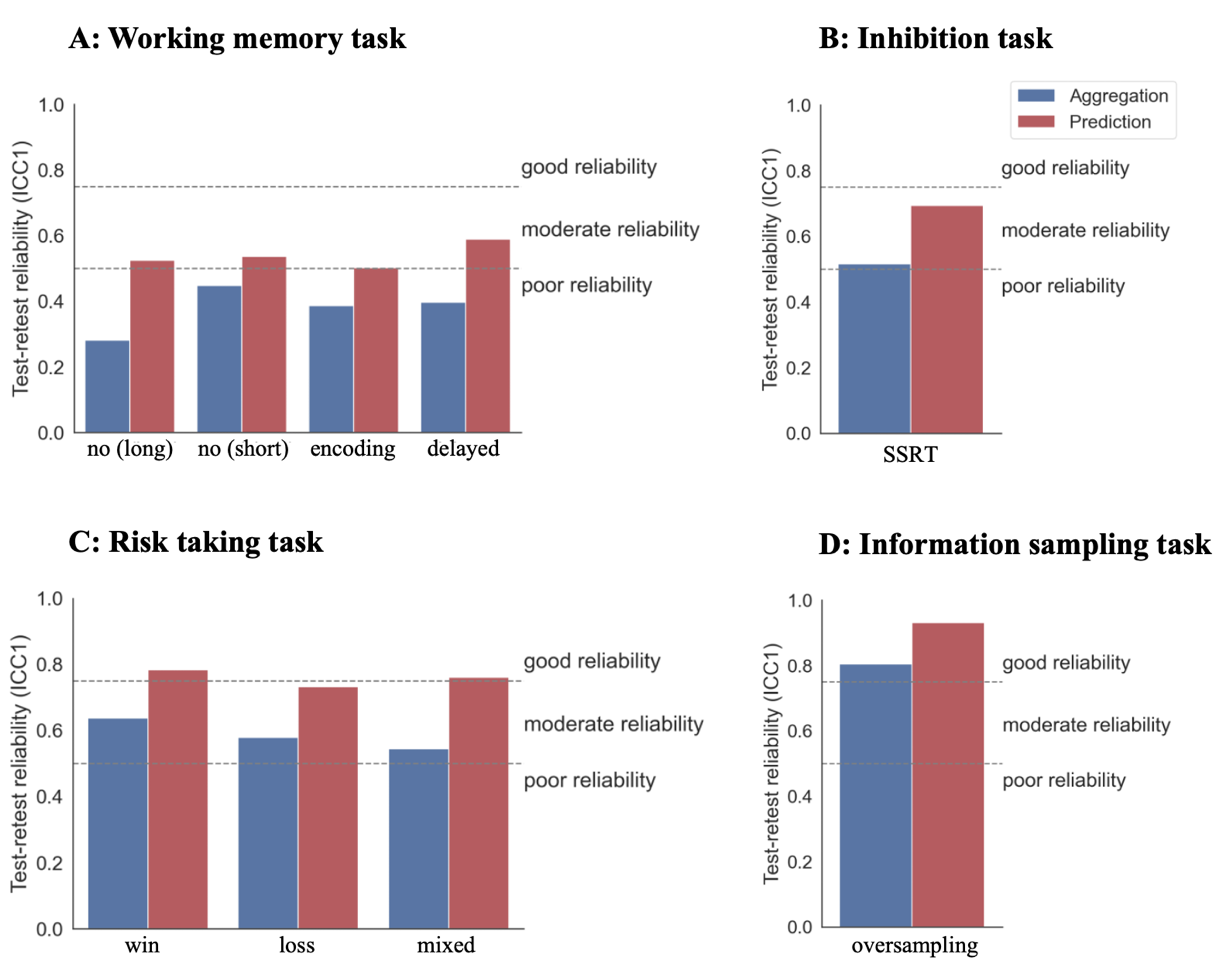 A: Working memory task
Test-retest reliability (ICC1)
1.0
0.8
0.6
0.4
0.2
0.0
good reliability
moderate reliability
poor reliability
no (long) no (short) encoding delayed
B: Inhibition task
Aggregation
Prediction
Test-retest reliability (ICC1)
1.0
0.8
0.6
0.4
0.2
0.0
good reliability
moderate reliability
poor reliability
SSRT
C: Risk taking task
Test-retest reliability (ICC1)
1.0
0.8
0.6
0.4
0.2
0.0
good reliability
moderate reliability
poor reliability
win loss mixed
D: Information sampling task
Test-retest reliability (ICC1)
1.0
0.8
0.6
0.4
0.2
0.0
good reliability
moderate reliability
poor reliability
oversampling